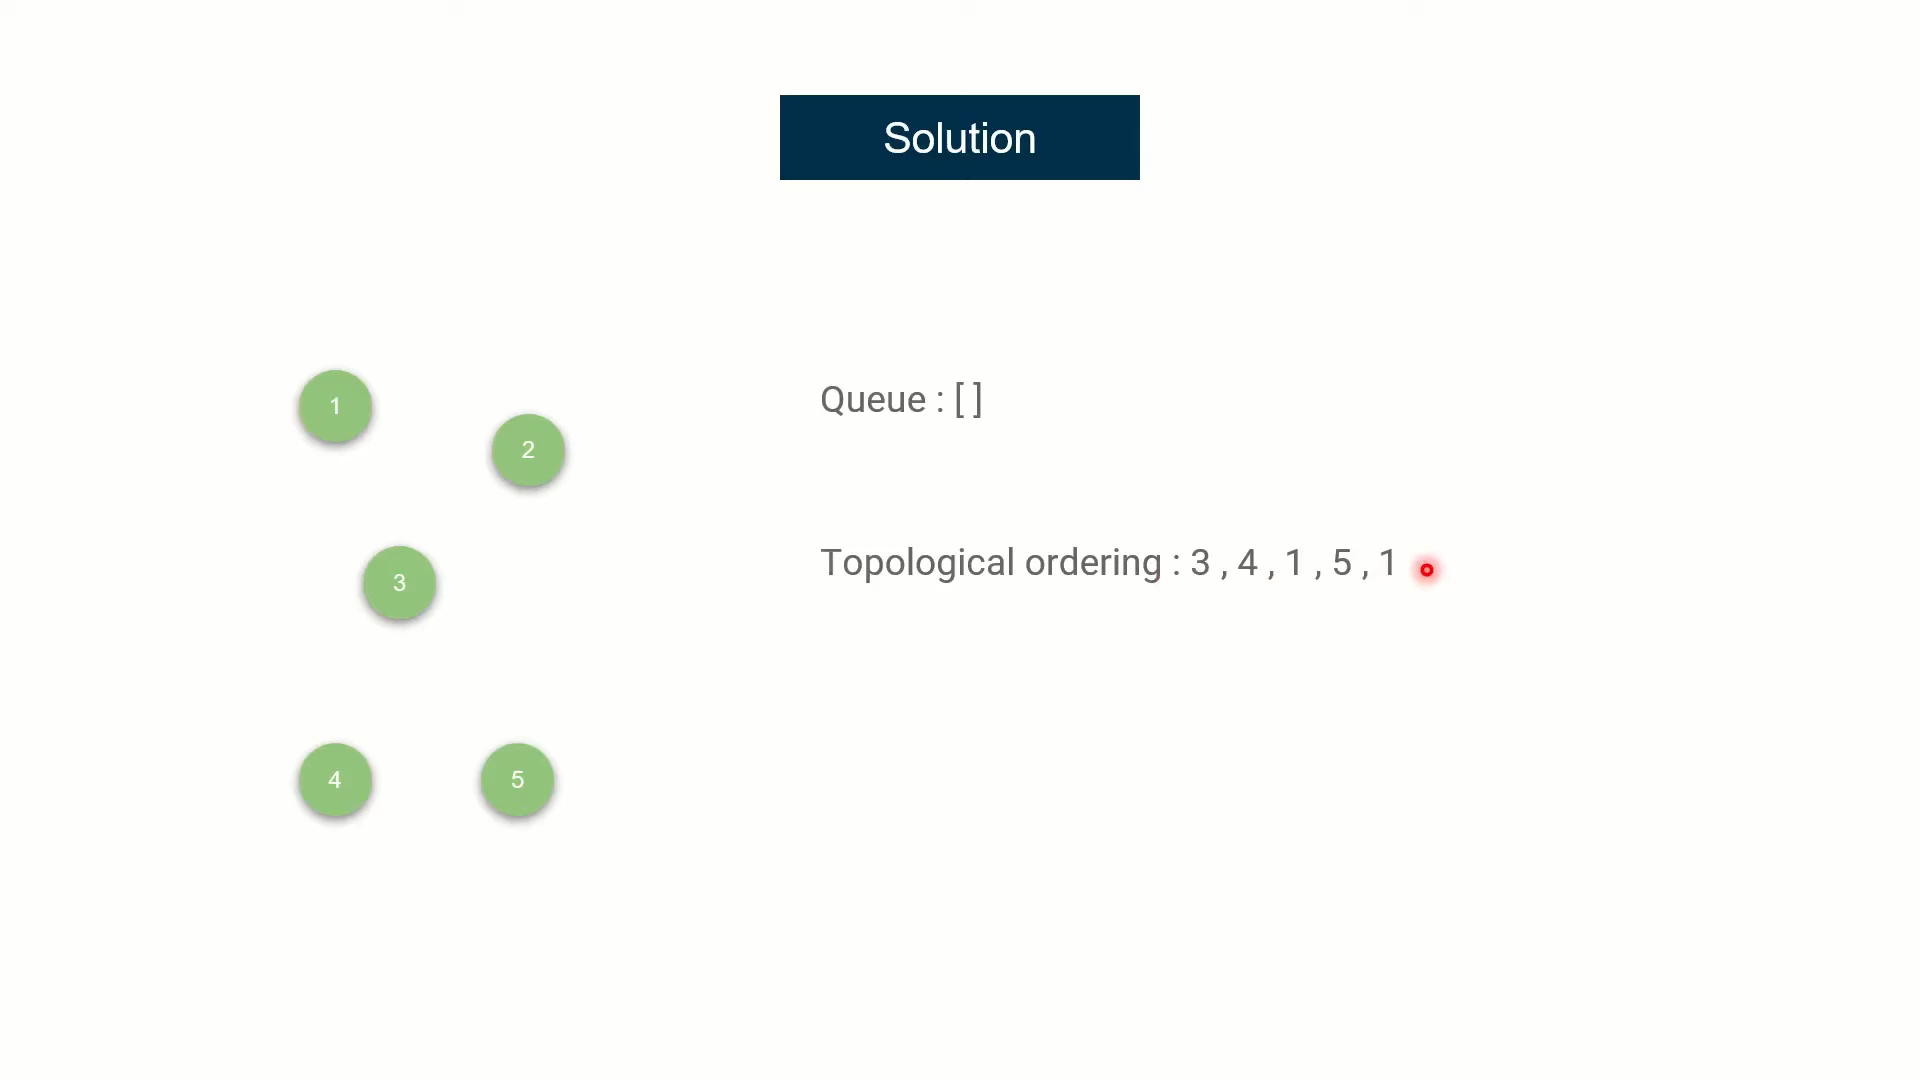 Solution
1
2
3
4
5
Queue : [ ]
Topological ordering : 3 , 4 , 1 , 5 , 1